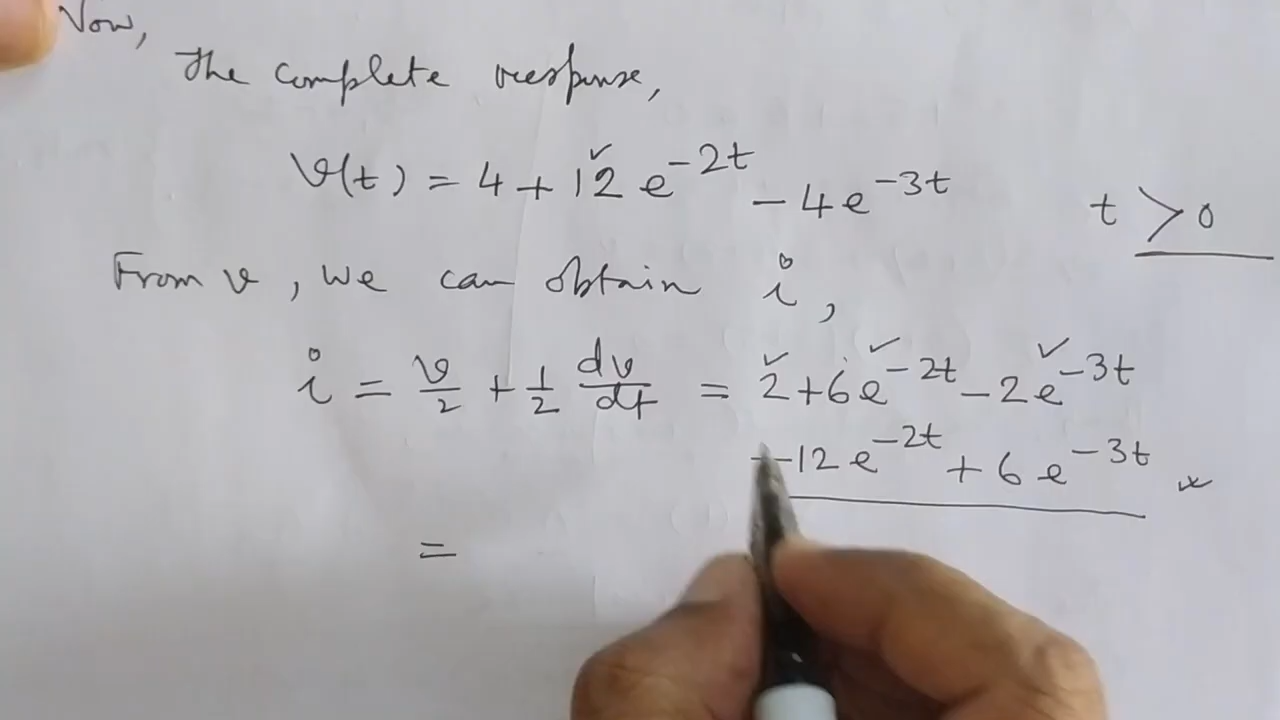 Now,
The complete response,
v(t) = 4 + 12 e^{-2t} - 4e^{-3t} t > 0
From v, we can obtain i,
i = v/2 + 1/2 dv/dt = 2 + 6e^{-2t} - 2e^{-3t}
-12 e^{-2t} + 6 e^{-3t}
=